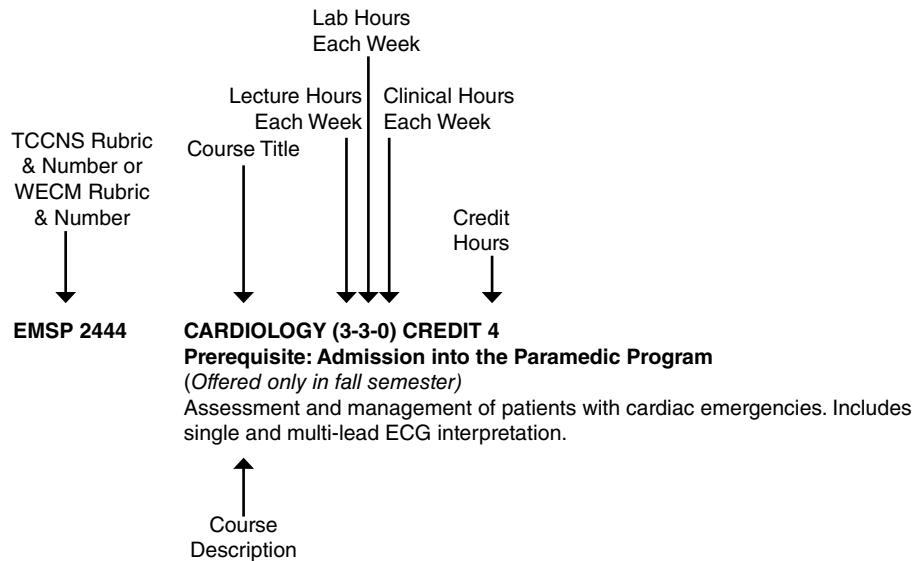 Lab Hours
Each Week
Lecture Hours
Each Week
Clinical Hours
Each Week
TCCNS Rubric
& Number or
WECM Rubric
& Number
Course Title
Credit
Hours
EMSP 2444 CARDIOLOGY (3-3-0) CREDIT 4
Prerequisite: Admission into the Paramedic Program
(Offered only in fall semester)
Assessment and management of patients with cardiac emergencies. Includes
single and multi-lead ECG interpretation.
Course
Description